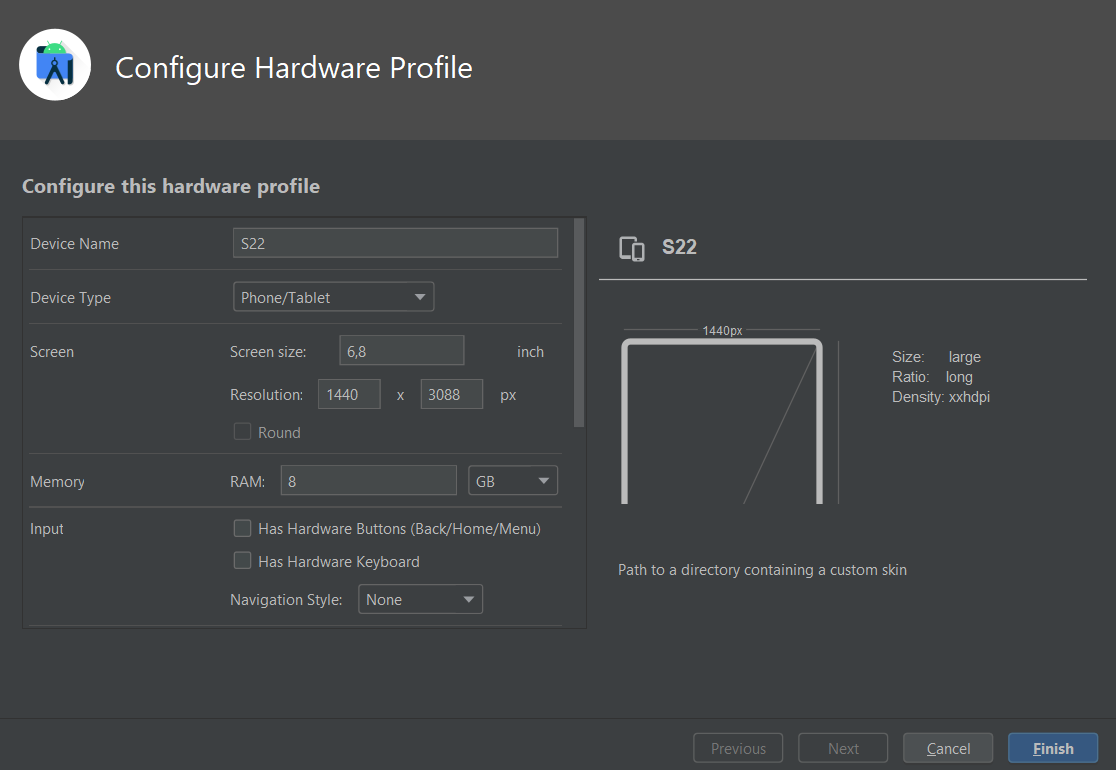 Configure Hardware Profile
Configure this hardware profile
Device Name S22
Device Type Phone/Tablet
Screen Screen size: 6,8 inch
Resolution: 1440 x 3088 px
Round
Memory RAM: 8 GB
Input Has Hardware Buttons (Back/Home/Menu)
Has Hardware Keyboard
Navigation Style: None
S22
1440px
Size: large
Ratio: long
Density: xxhdpi
Path to a directory containing a custom skin
Previous Next Cancel Finish